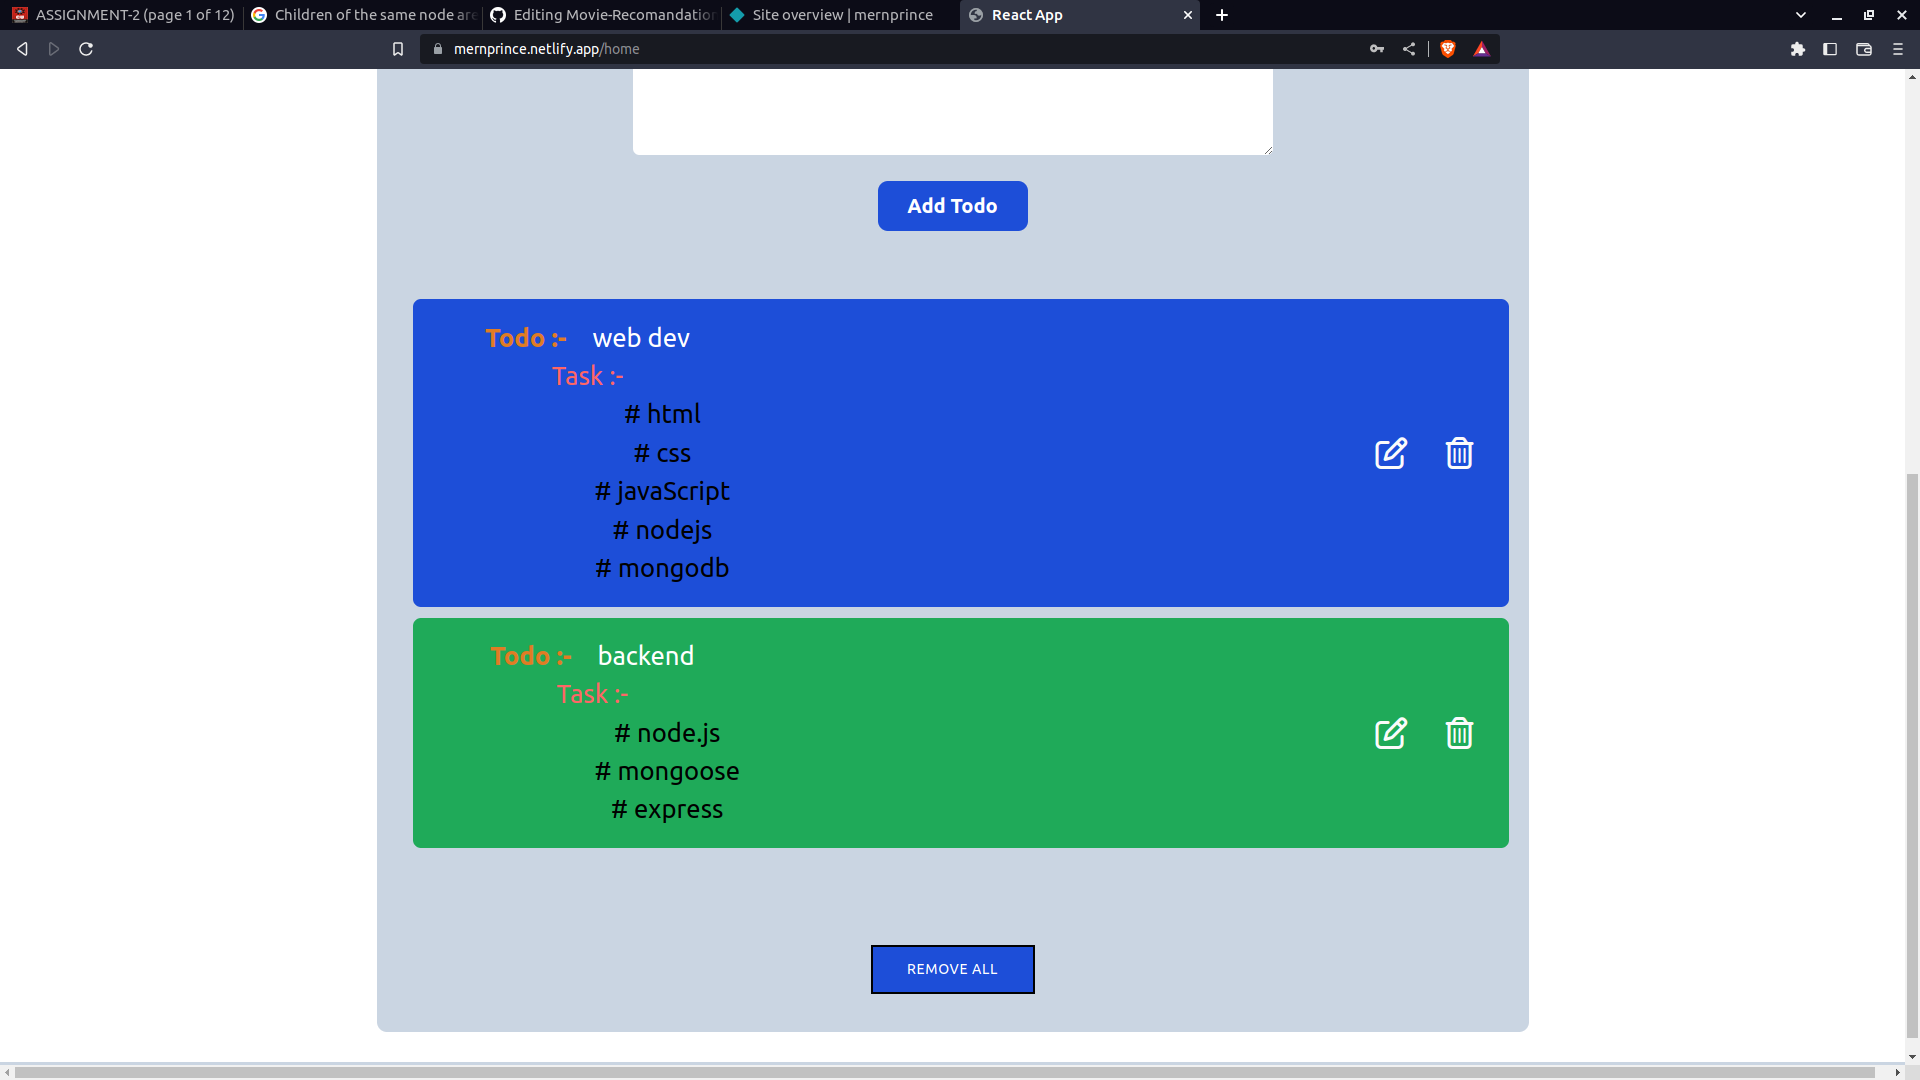 ASSIGNMENT-2 (page 1 of 12)
Children of the same node are
Editing Movie-Recomandation
Site overview | mernprince
React App
mernprince.netlify.app/home
Add Todo
Todo :- web dev
Task :-
# html
# css
# javaScript
# nodejs
# mongodb
Todo :- backend
Task :-
# node.js
# mongoose
# express
REMOVE ALL